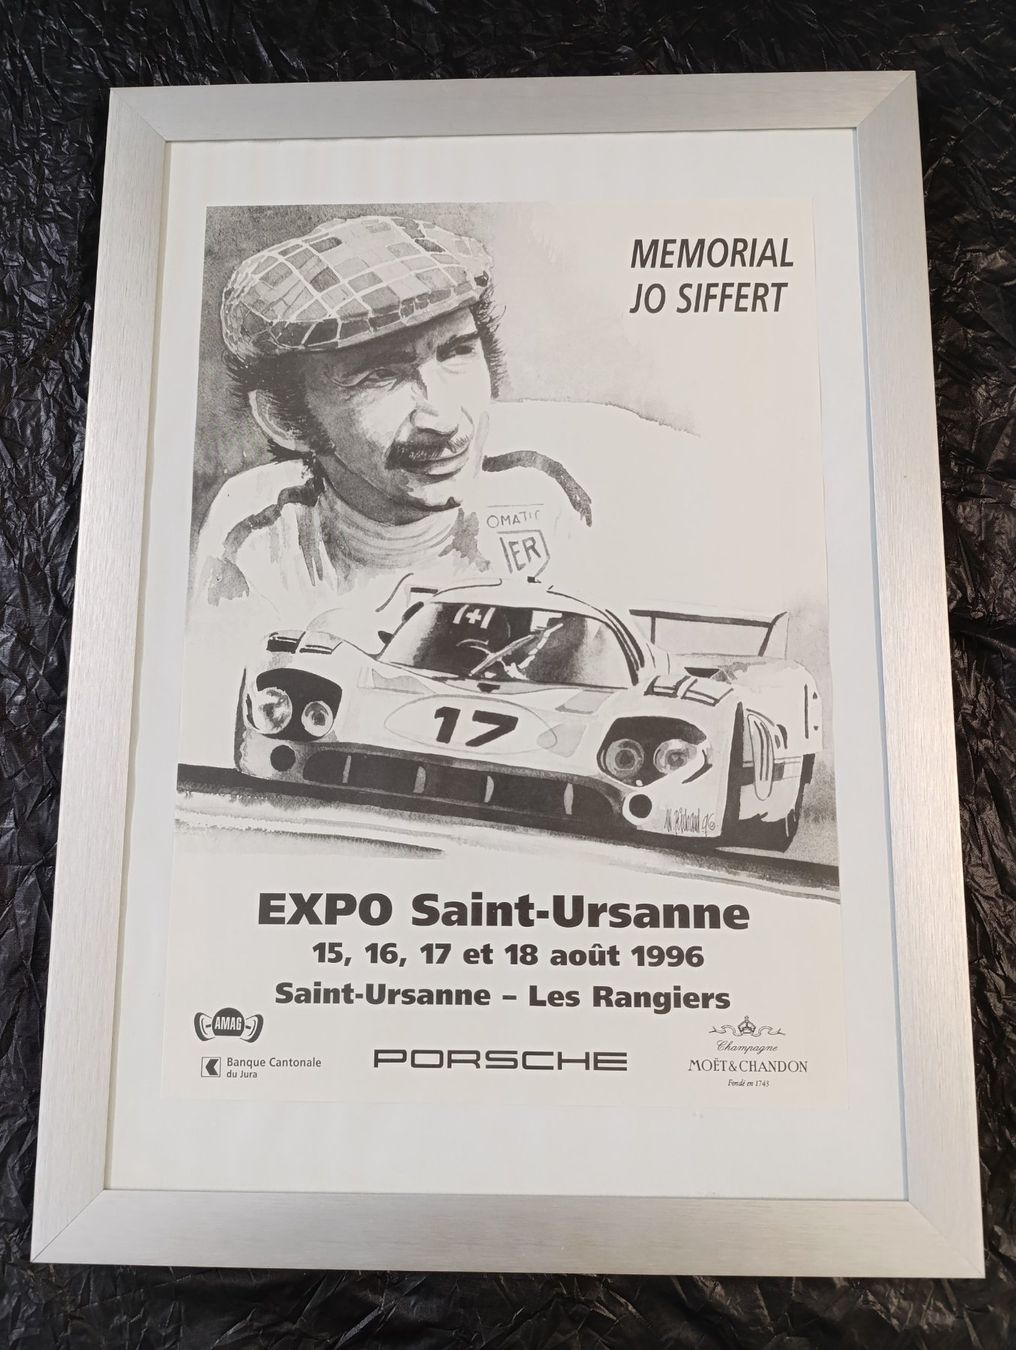 MEMORIAL
JO SIFFERT
OMATIC
ER
17
EXPO Saint-Ursanne
15, 16, 17 et 18 août 1996
Saint-Ursanne – Les Rangiers
AMAG
Banque Cantonale
du Jura
PORSCHE
Champagne
MOËT & CHANDON
Fondé en 1743